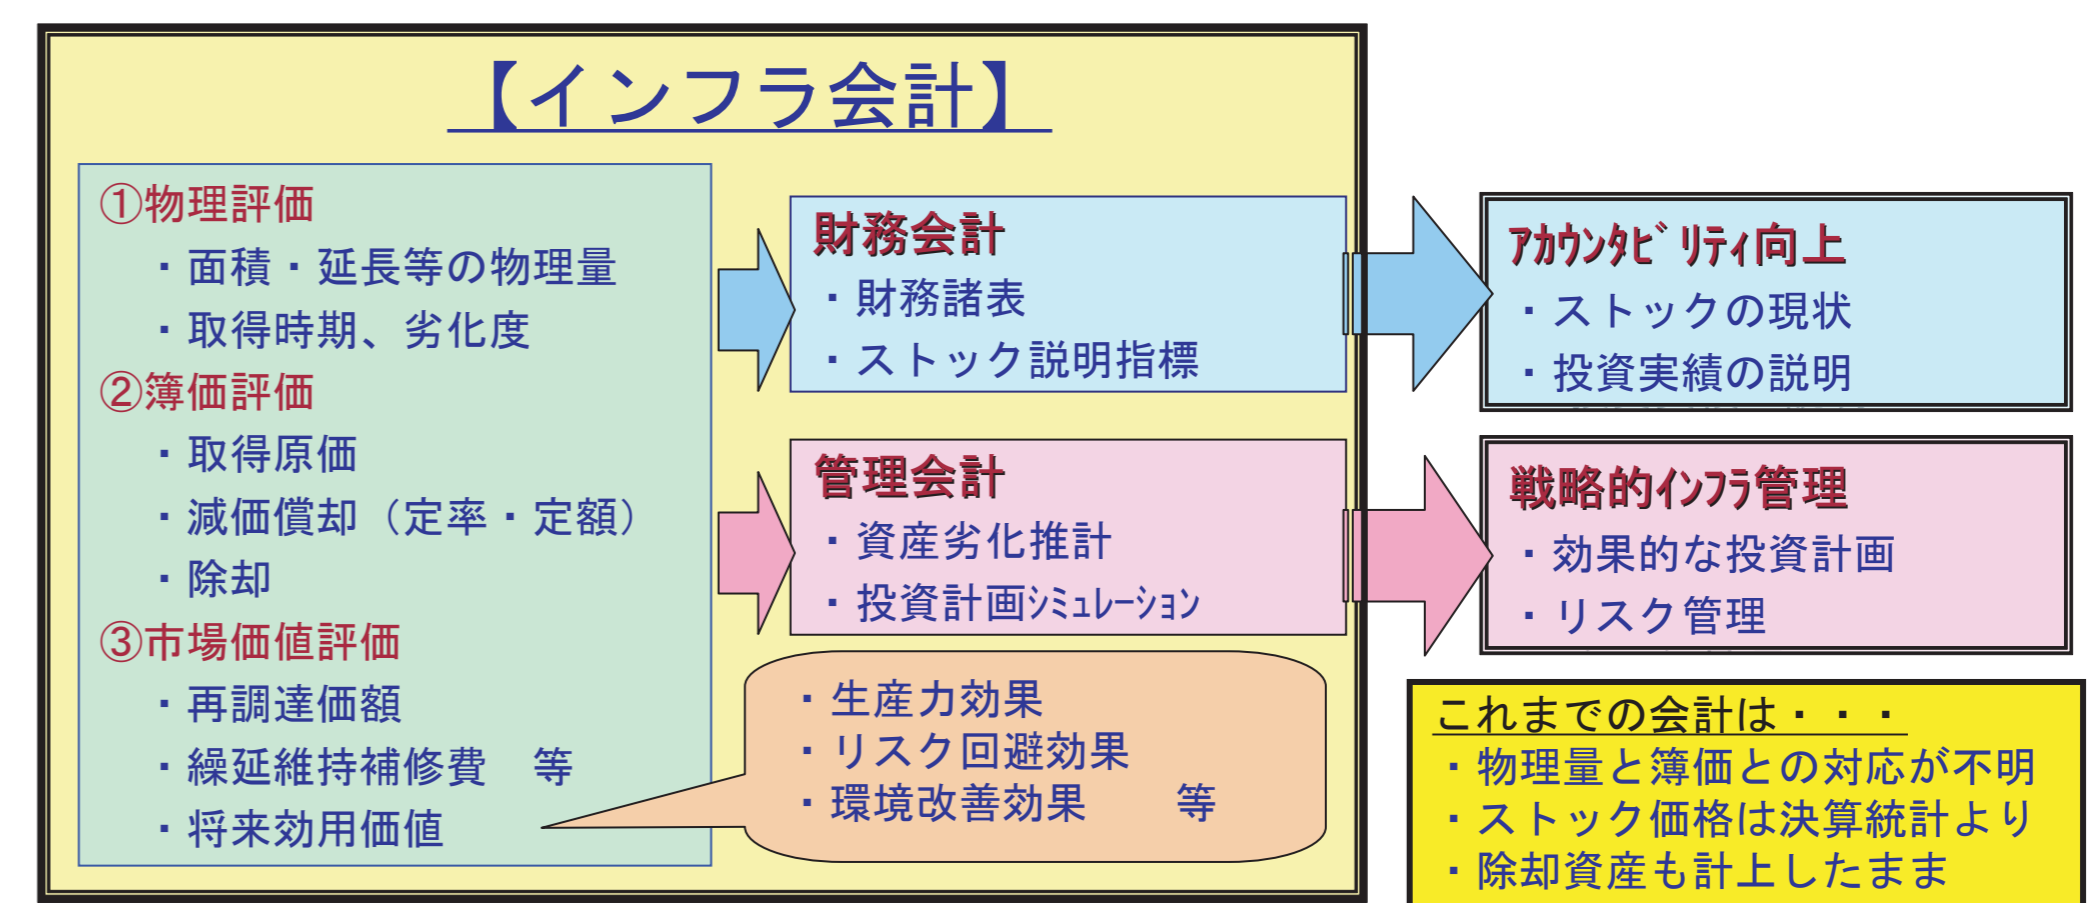 【インフラ会計】
①物理評価
・面積・延長等の物理量
・取得時期、劣化度
②簿価評価
・取得原価
・減価償却（定率・定額）
・除却
③市場価値評価
・再調達価額
・繰延維持補修費　等
・将来効用価値
財務会計
・財務諸表
・ストック説明指標
管理会計
・資産劣化推計
・投資計画ｼﾐｭﾚｰｼｮﾝ
・生産力効果
・リスク回避効果
・環境改善効果　　等
ｱｶｳﾝﾀﾋﾞﾘﾃｨ向上
・ストックの現状
・投資実績の説明
戦略的ｲﾝﾌﾗ管理
・効果的な投資計画
・リスク管理
これまでの会計は・・・
・物理量と簿価との対応が不明
・ストック価格は決算統計より
・除却資産も計上したまま